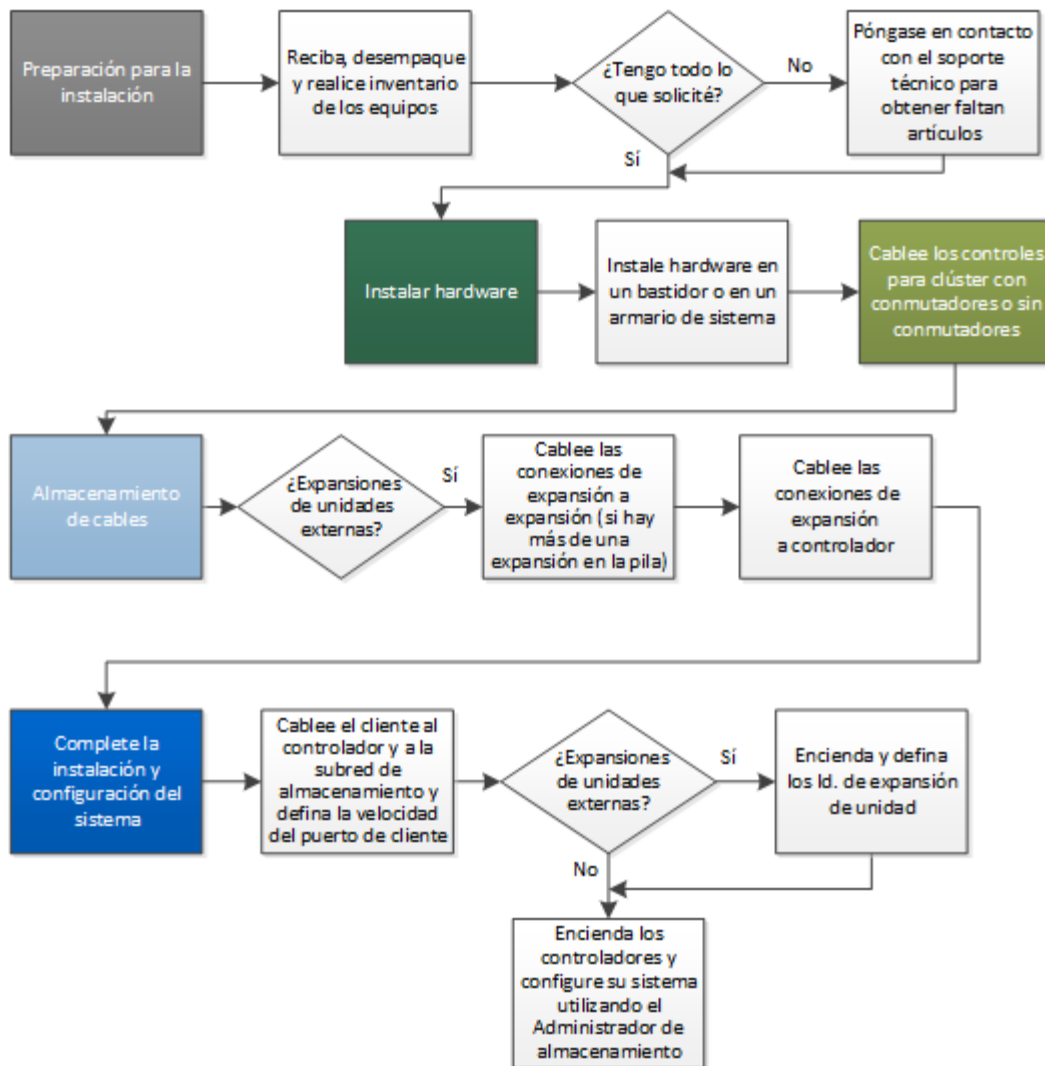 Preparación para la
instalación
Reciba, desempaque
y realice inventario
de los equipos
¿Tengo todo lo
que solicité?
No
Póngase en contacto
con el soporte
técnico para
obtener faltan
artículos
Sí
Instalar hardware
Instale hardware en
un bastidor o en un
armario de sistema
Cablee los controles
para clúster con
conmutadores o sin
conmutadores
Almacenamiento
de cables
¿Expansiones
de unidades
externas?
Sí
Cablee las
conexiones de
expansión a
expansión (si hay
más de una
expansión en la pila)
Cablee las
conexiones de
expansión
a controlador
Complete la
instalación y
configuración del
sistema
Cablee el cliente al
controlador y a la
subred de
almacenamiento y
defina la velocidad
del puerto de cliente
¿Expansiones
de unidades
externas?
Sí
Encienda y defina
los Id. de expansión
de unidad
No
Encienda los
controladores y
configure su sistema
utilizando el
Administrador de
almacenamiento